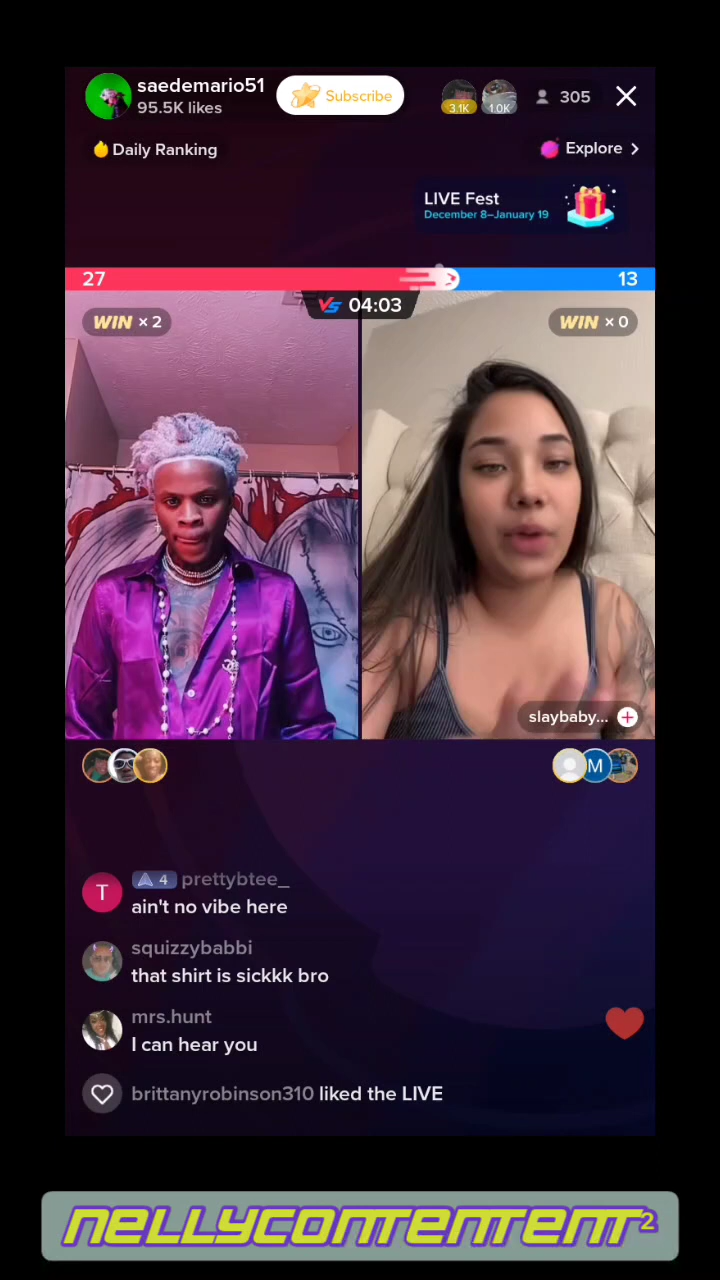 saedemario51
95.5K likes
Subscribe
3.1K
1.0K
305
Daily Ranking
Explore
LIVE Fest
December 8–January 19
27
13
VS 04:03
WIN × 2
WIN × 0
slaybaby...
M
4 prettybtee_
T
ain't no vibe here
squizzybabbi
that shirt is sickkk bro
mrs.hunt
I can hear you
brittanyrobinson310 liked the LIVE
NELLYCONTENTENT²